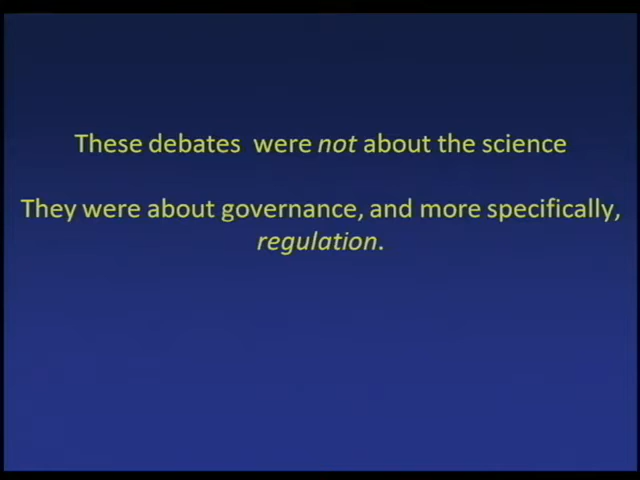 These debates were not about the science
They were about governance, and more specifically,
regulation.